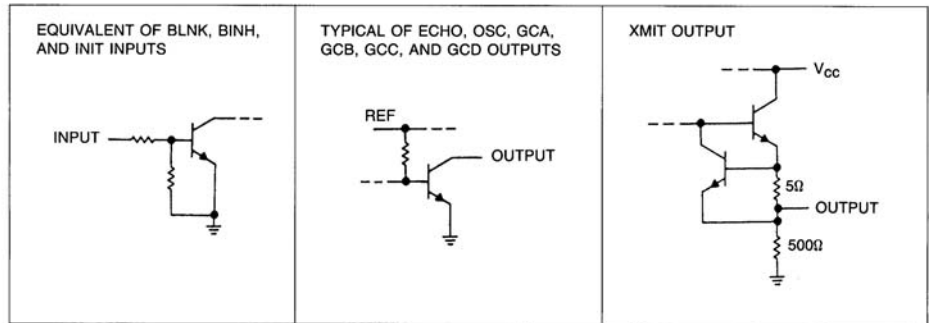 EQUIVALENT OF BLNK, BINH,
AND INIT INPUTS
INPUT
TYPICAL OF ECHO, OSC, GCA,
GCB, GCC, AND GCD OUTPUTS
REF
OUTPUT
XMIT OUTPUT
VCC
5Ω
OUTPUT
500Ω